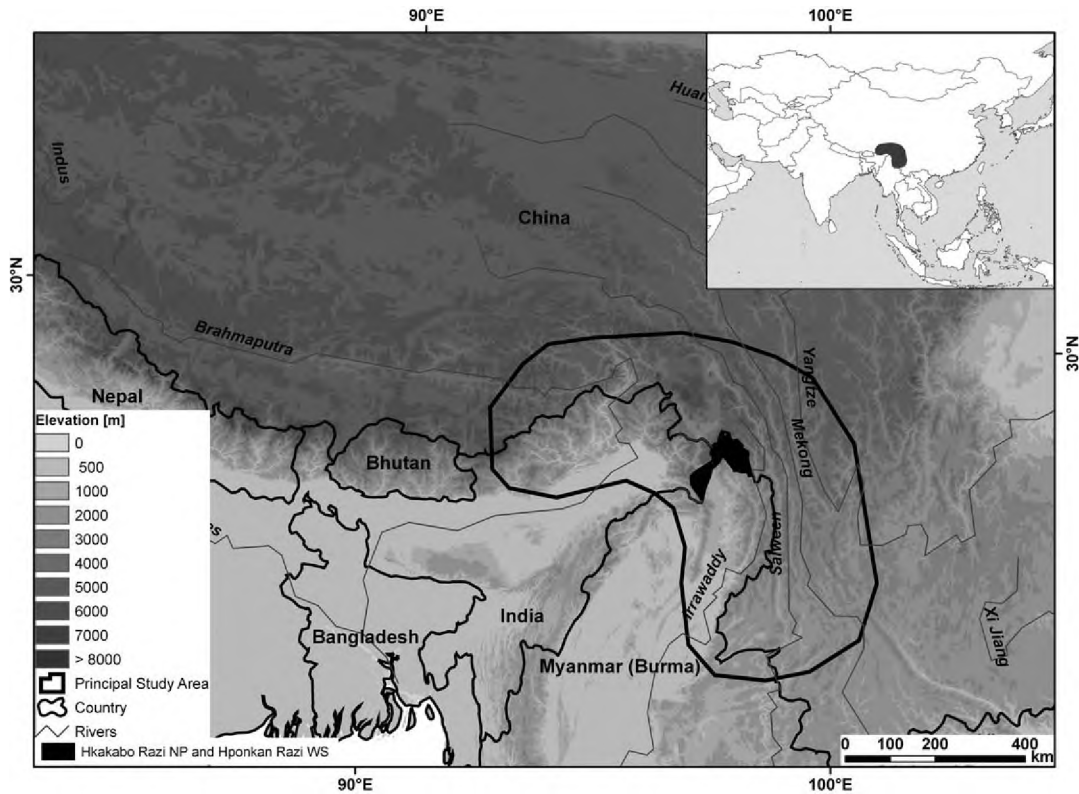 90°E
100°E
Huan
Indus
China
30°N
Brahmaputra
30°N
Yangtze
Nepal
Elevation [m]
0
500
1000
2000
3000
4000
5000
6000
7000
> 8000
Principal Study Area
Country
Rivers
Hkakabo Razi NP and Hponkan Razi WS
Mekong
Bhutan
es
Salween
Irrawaddy
India
Bangladesh
Xi Jiang
Myanmar (Burma)
0 100 200 400
km
90°E
100°E